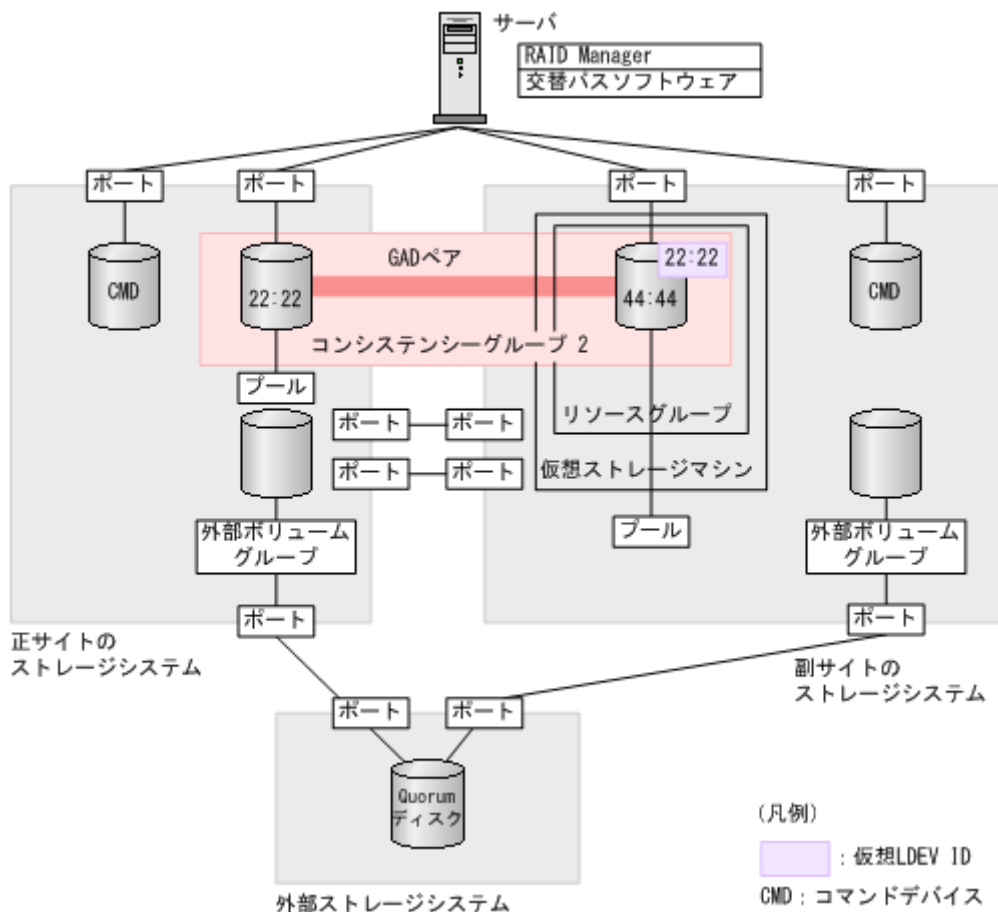 サーバ
RAID Manager
交替パスソフトウェア
ポート
ポート
ポート
ポート
CMD
22:22
GADペア
22:22
44:44
CMD
コンシステンシーグループ 2
プール
ポート
ポート
リソースグループ
ポート
ポート
仮想ストレージマシン
外部ボリューム
グループ
プール
外部ボリューム
グループ
ポート
ポート
正サイトの
ストレージシステム
副サイトの
ストレージシステム
ポート
ポート
Quorum
ディスク
外部ストレージシステム
(凡例)
:仮想LDEV ID
CMD:コマンドデバイス